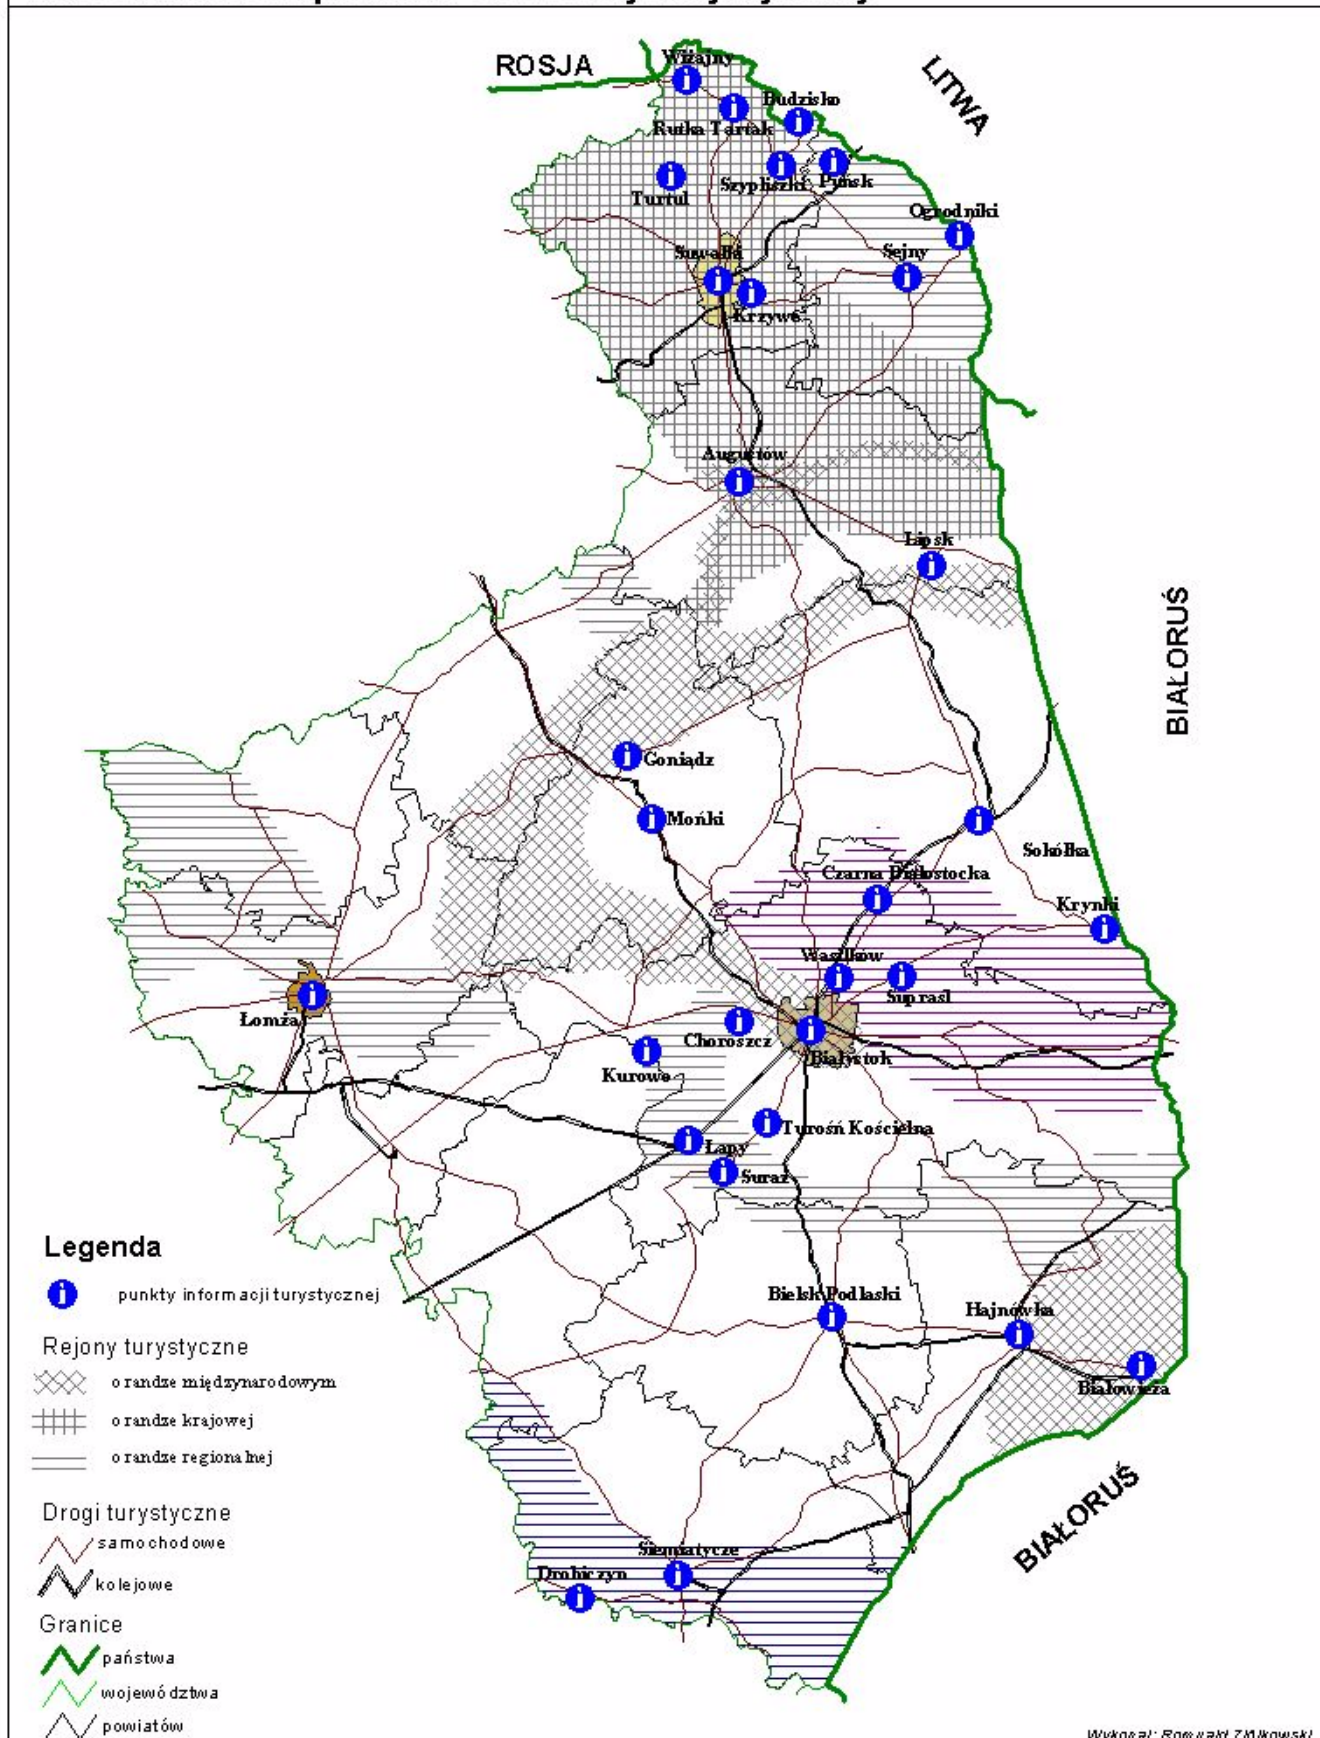 ROSJA
LITWA
Wiżajny
Budzisko
Rutka Tartak
Szypliszki
Puńsk
Turtul
Ogrodniki
Suwałki
Sejny
Krzywe
Augustów
Lipsk
BIAŁORUŚ
Goniądz
Mońki
Sokółka
Czarna Białostocka
Krynki
Wasilków
Supraśl
Łomża
Choroszcz
Białystok
Kurowo
Turośń Kościelna
Łapy
Suraż
Bielsk Podlaski
Hajnówka
Białowieża
BIAŁORUŚ
Siemiatycze
Drohiczyn
Legenda
punkty informacji turystycznej
Rejony turystyczne
o randze międzynarodowym
o randze krajowej
o randze regionalnej
Drogi turystyczne
samochodowe
kolejowe
Granice
państwa
województwa
powiatów
Wykonał: Romuald Ziółkowski